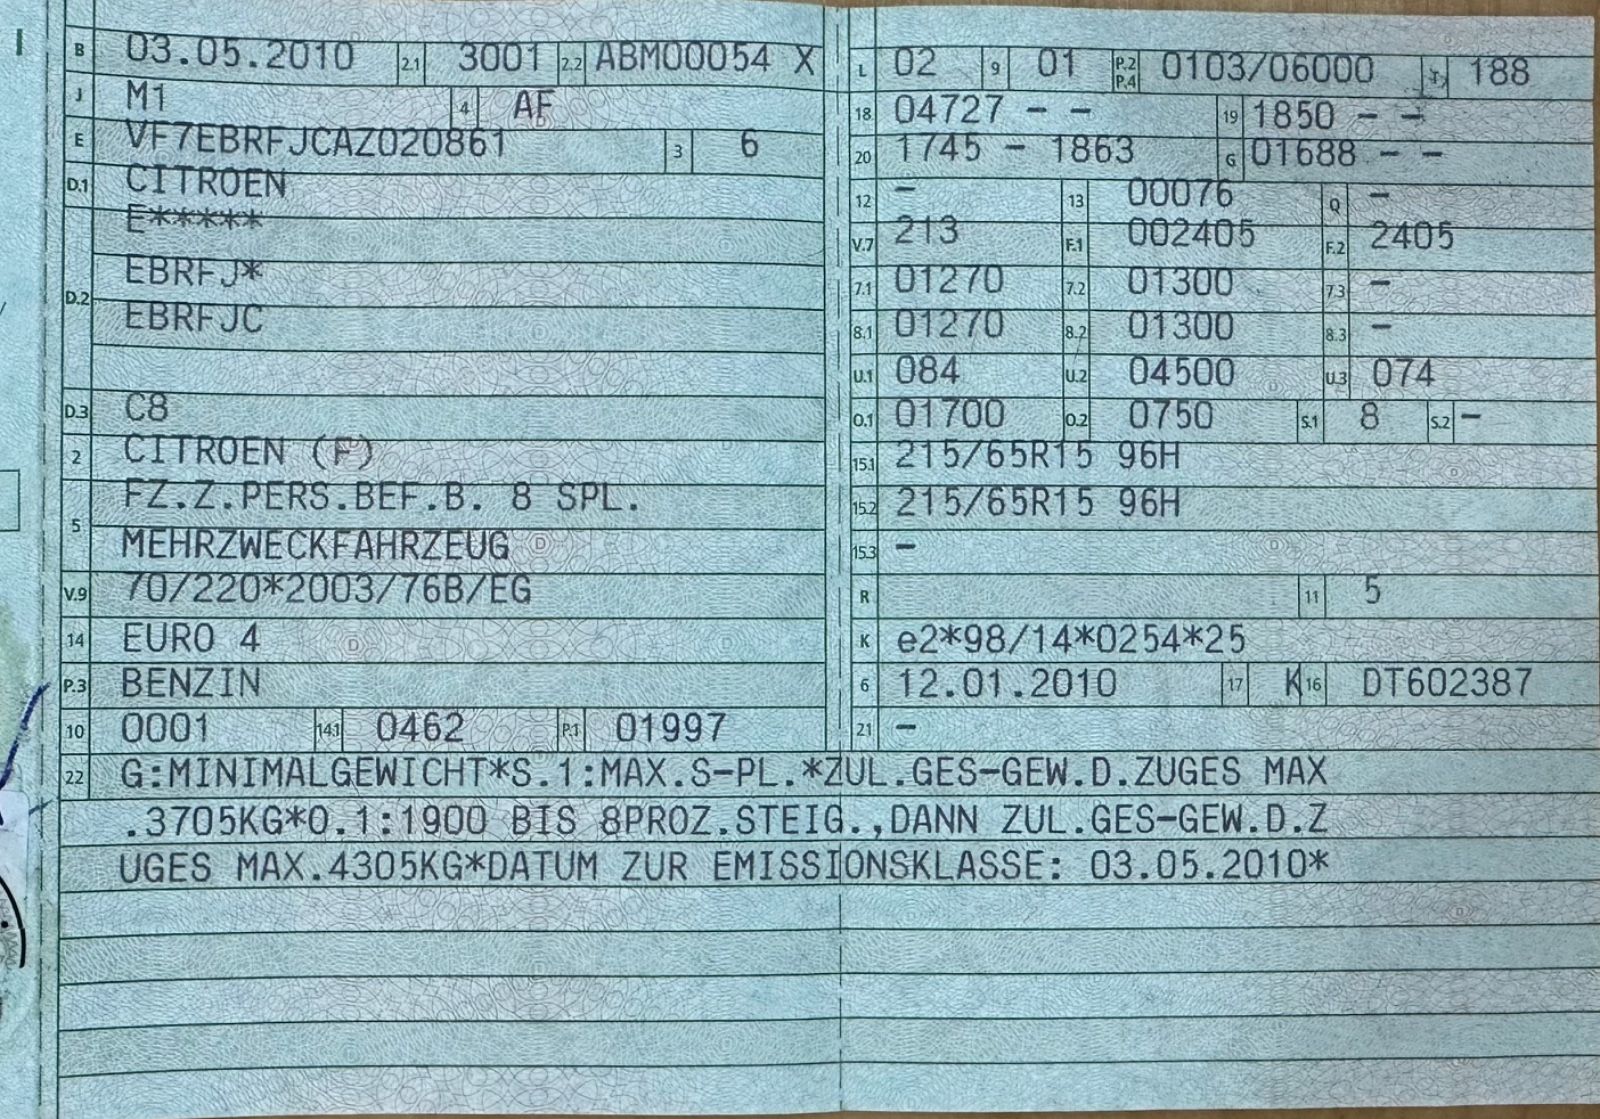 B 03.05.2010 2.1 3001 2.2 ABM00054 X
J M1 4 AF
E VF7EBRFJCAZ020861 3 6
D.1 CITROEN
E*****
D.2 EBRFJ*
EBRFJC
D.3 C8
2 CITROEN (F)
5 FZ.Z.PERS.BEF.B. 8 SPL.
MEHRZWECKFAHRZEUG
V.9 70/220*2003/76B/EG
14 EURO 4
P.3 BENZIN
10 0001 14.1 0462 P.1 01997
L 02 9 01 P.2 P.4 0103/06000 T 188
18 04727 - - 19 1850 - -
20 1745 - 1863 G 01688 - -
12 - 13 00076 Q -
V.7 213 F.1 002405 F.2 2405
7.1 01270 7.2 01300 7.3 -
8.1 01270 8.2 01300 8.3 -
U.1 084 U.2 04500 U.3 074
O.1 01700 O.2 0750 S.1 8 S.2 -
15.1 215/65R15 96H
15.2 215/65R15 96H
15.3 -
R 11 5
K e2*98/14*0254*25
6 12.01.2010 17 K 16 DT602387
21 -
22 G:MINIMALGEWICHT*S.1:MAX.S-PL.*ZUL.GES-GEW.D.ZUGES MAX
.3705KG*O.1:1900 BIS 8PROZ.STEIG.,DANN ZUL.GES-GEW.D.Z
UGES MAX.4305KG*DATUM ZUR EMISSIONSKLASSE: 03.05.2010*